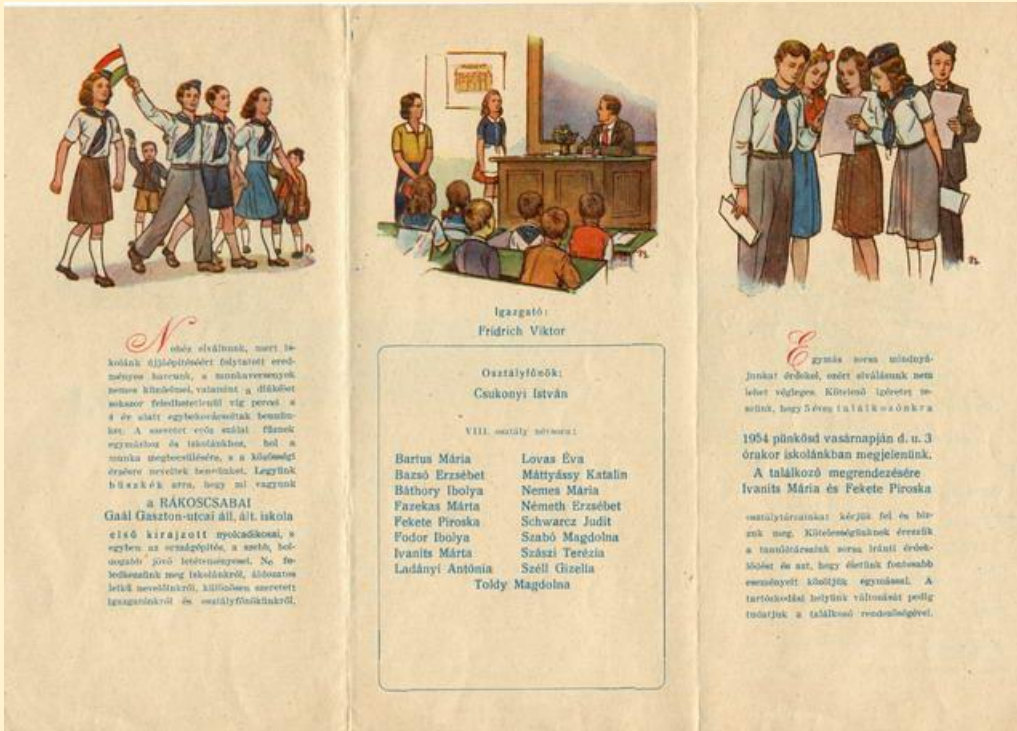 Nehéz elválnunk, mert is-
kolánk újjáépítéséért folytatott ered-
ményes harcunk, a munkaversenyek
nemes küzdelmei, valamint a diákélet
sokszor feledhetetlenül víg percei a
4 év alatt egybekovácsoltak bennün-
ket. A szeretet erős szálai fűznek
egymáshoz és iskolánkhoz, hol a
munka megbecsülésére, s a közösségi
érzésre neveltek bennünket. Legyünk
büszkék arra, hogy mi vagyunk
a RÁKOSCSABAI
Gaál Gaszton-utcai áll. ált. iskola
első kirajzott nyolcadikosai, s
egyben az országépítés, a szebb, bol-
dogabb jövő letéteményesei. Ne fe-
ledkezzünk meg iskolánkról, áldozatos
lelkű nevelőinkről, különösen szeretett
igazgatónkról és osztályfőnökünkről.
Igazgató:
Fridrich Viktor
Osztályfőnök:
Csukonyi István
VIII. osztály névsora:
Bartus Mária
Bazsó Erzsébet
Báthory Ibolya
Fazekas Márta
Fekete Piroska
Fodor Ibolya
Ivanits Márta
Ladányi Antónia
Lovas Éva
Máttyássy Katalin
Nemes Mária
Németh Erzsébet
Schwarcz Judit
Szabó Magdolna
Szászi Terézia
Széll Gizella
Toldy Magdolna
Egymás sorsa mindnyá-
junkat érdekel, ezért elválásunk nem
lehet végleges. Kötelező ígéretet te-
szünk, hogy 5 éves találkozónkra
1954 pünkösd vasárnapján d. u. 3
órakor iskolánkban megjelenünk.
A találkozó megrendezésére
Ivanits Mária és Fekete Piroska
osztálytársainkat kérjük fel és bíz-
zuk meg. Kötelességünknek érezzük
a tanulótársaink sorsa iránti érdek-
lődést és azt, hogy életünk fontosabb
eseményeit közöljük egymással. A
tartózkodási helyünk változását pedig
tudatjuk a találkozó rendezőségével.